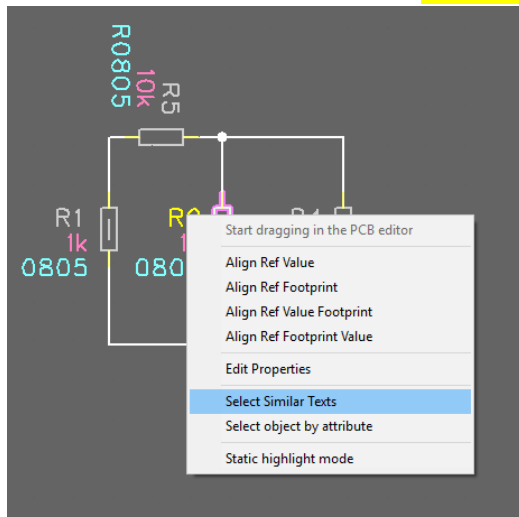 R0805
10k
R5
R1
1k
0805
080
Start dragging in the PCB editor
Align Ref Value
Align Ref Footprint
Align Ref Value Footprint
Align Ref Footprint Value
Edit Properties
Select Similar Texts
Select object by attribute
Static highlight mode